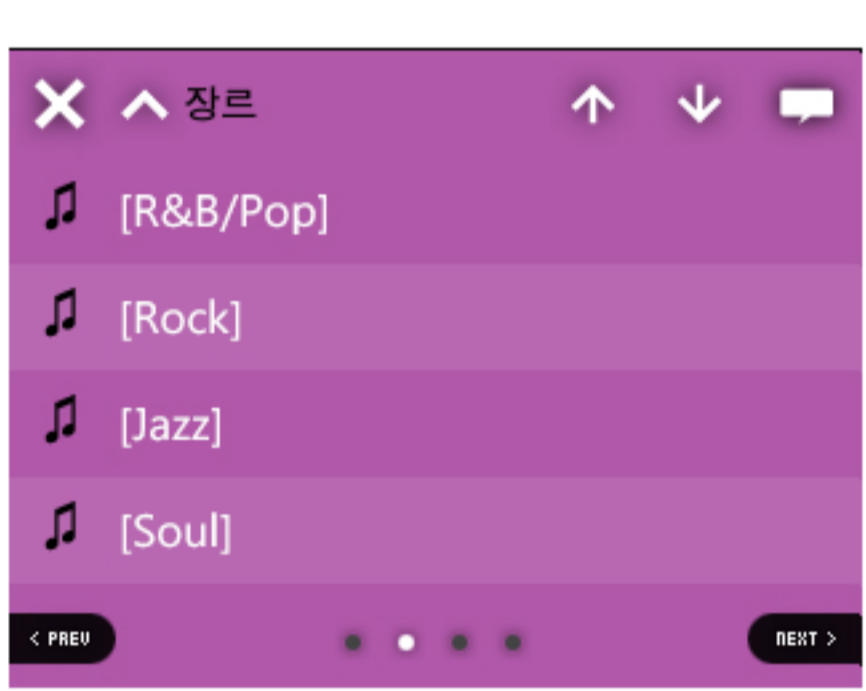 장르
[R&B/Pop]
[Rock]
[Jazz]
[Soul]
< PREV
NEXT >